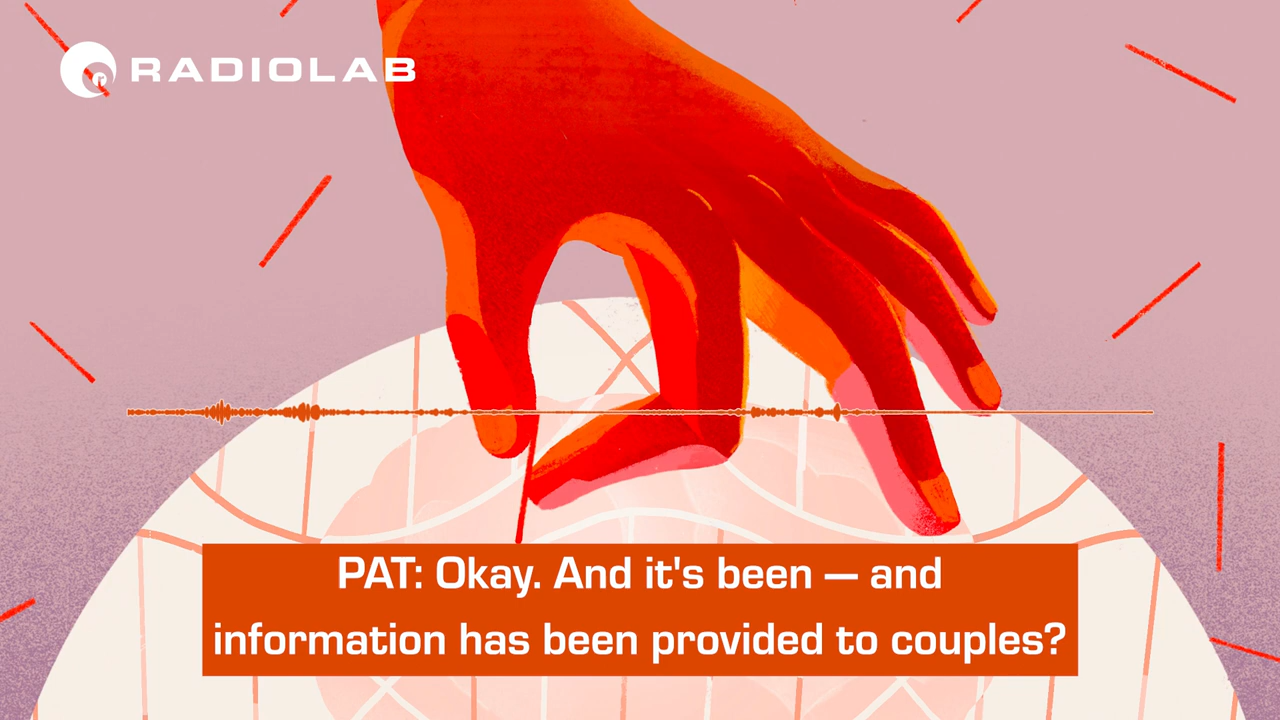 RADIOLAB
PAT: Okay. And it's been — and
information has been provided to couples?